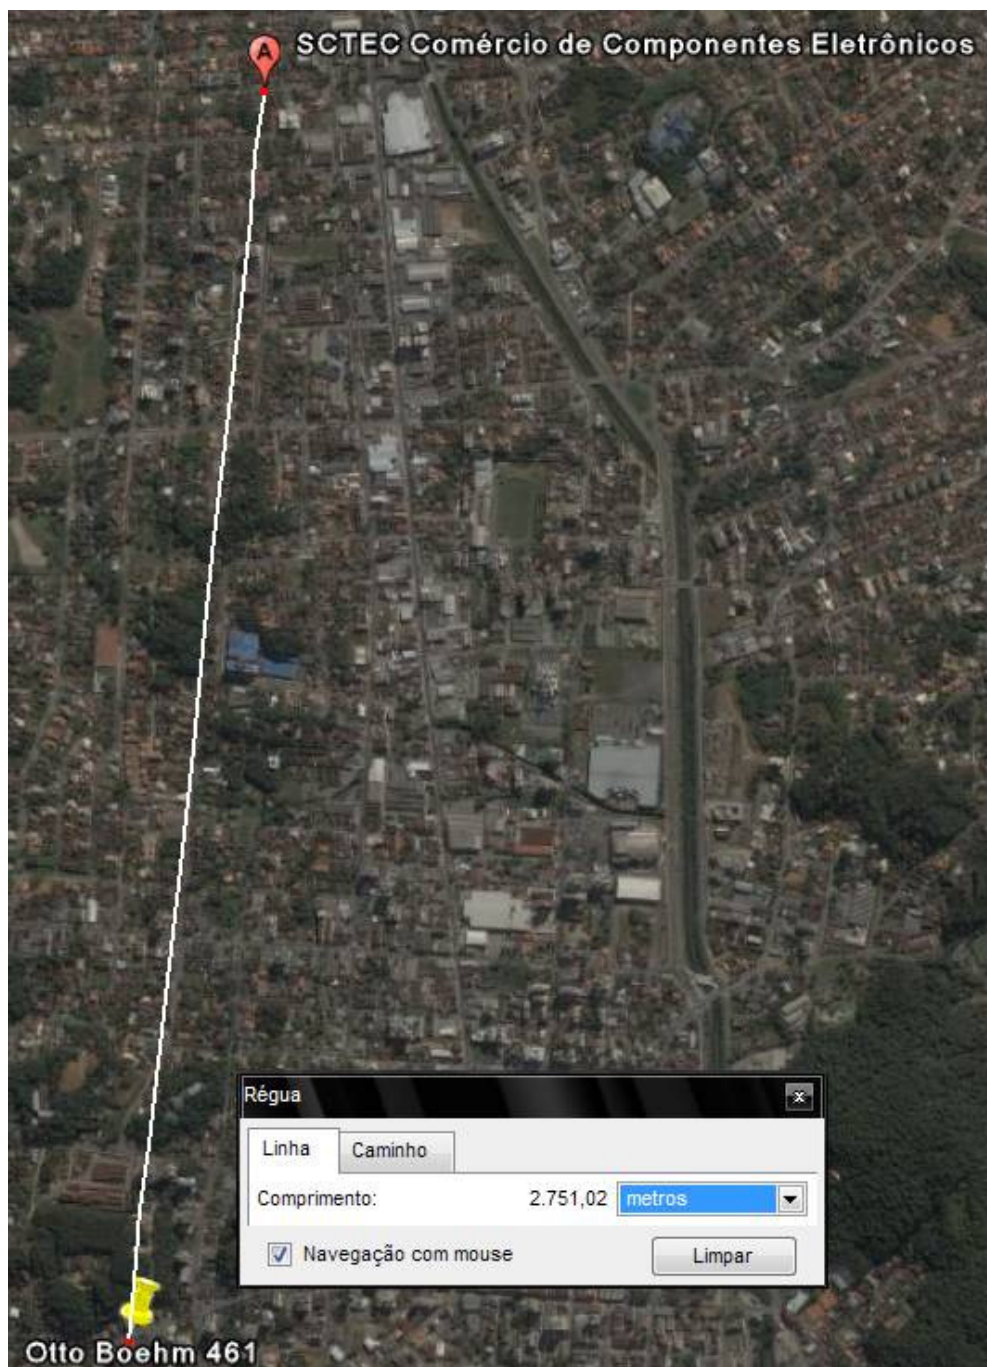 A
SCTEC Comércio de Componentes Eletrônicos
Régua
x
Linha
Caminho
Comprimento:
2.751,02
metros
Navegação com mouse
Limpar
Otto Boehm 461